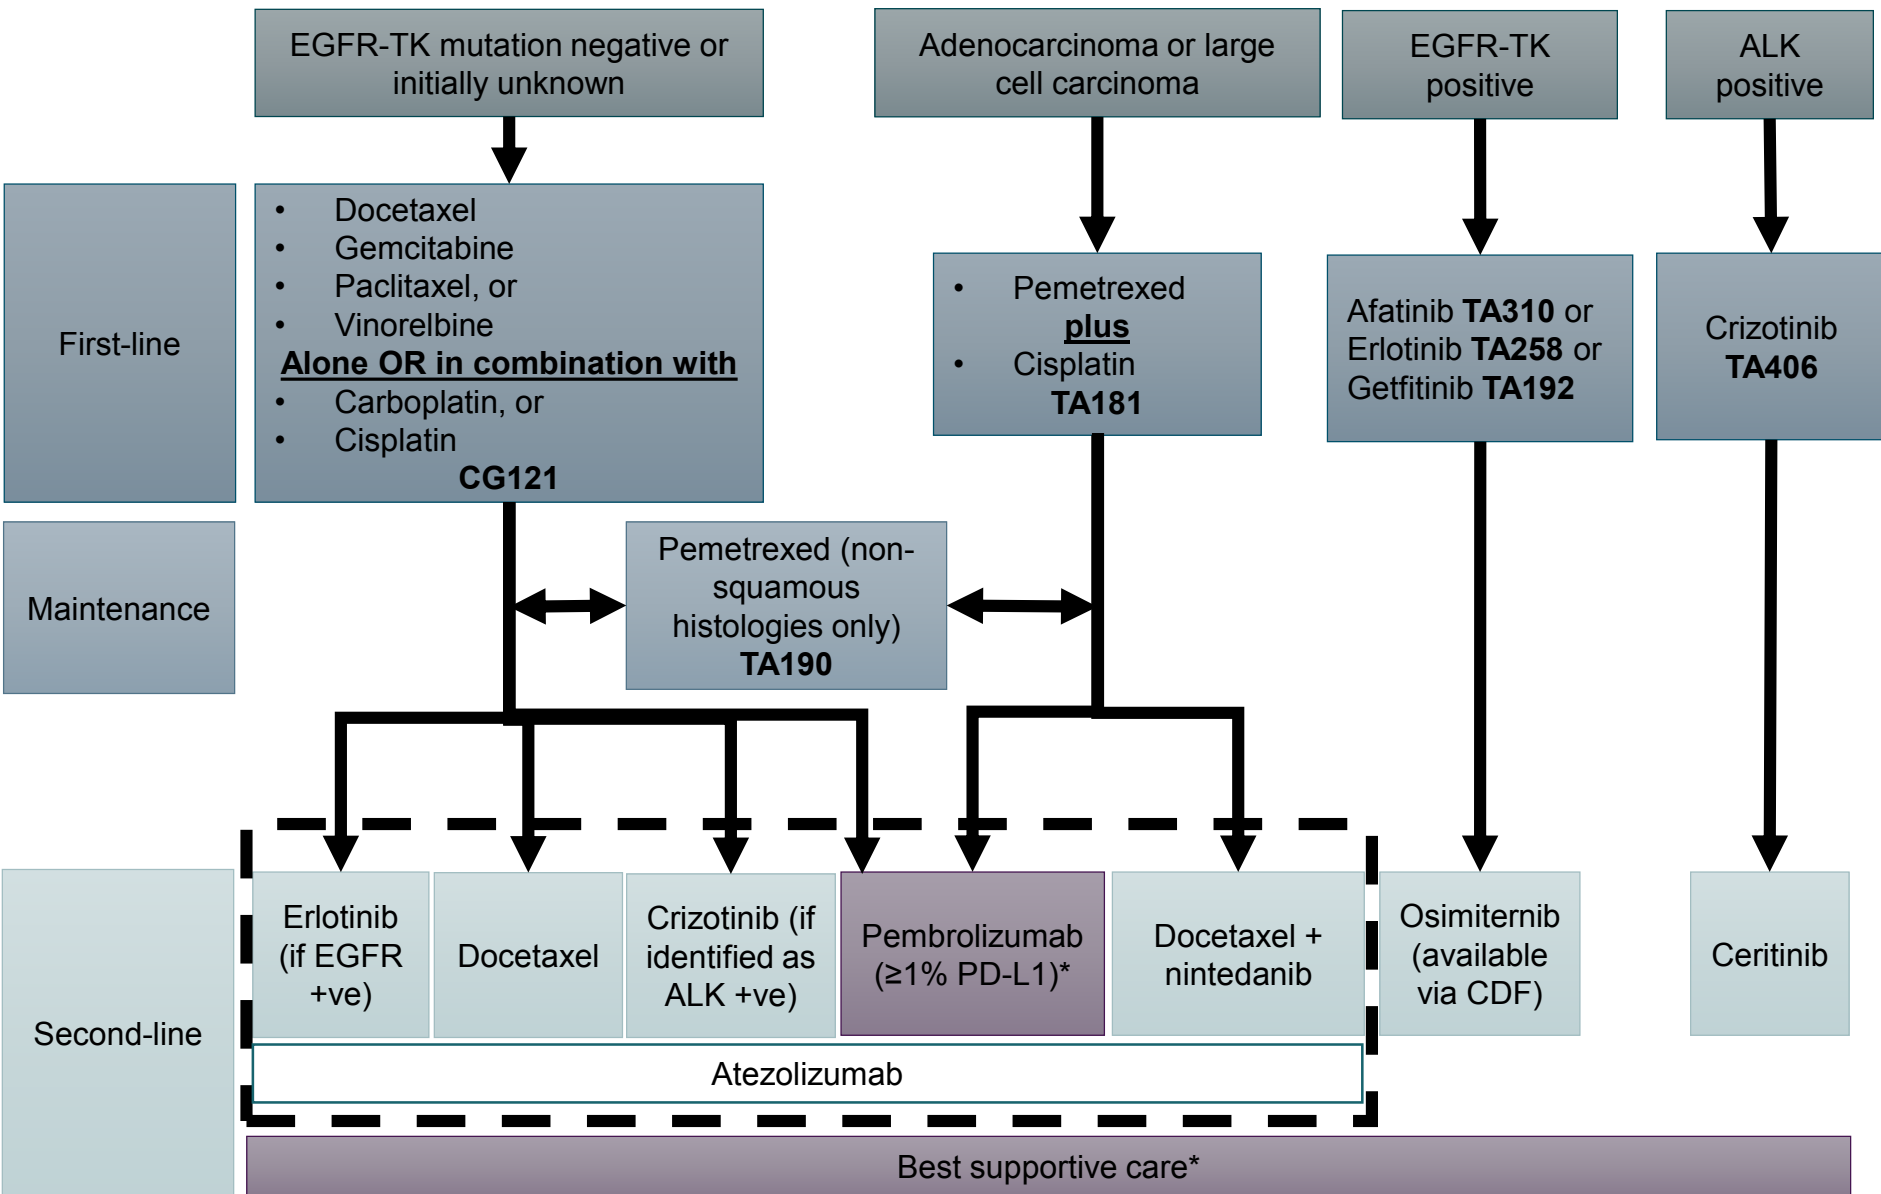 EGFR-TK mutation negative or
initially unknown
Adenocarcinoma or large
cell carcinoma
EGFR-TK
positive
ALK
positive
First-line
• Docetaxel
• Gemcitabine
• Paclitaxel, or
• Vinorelbine
Alone OR in combination with
• Carboplatin, or
• Cisplatin
CG121
• Pemetrexed
plus
• Cisplatin
TA181
Afatinib TA310 or
Erlotinib TA258 or
Getfitinib TA192
Crizotinib
TA406
Maintenance
Pemetrexed (non-
squamous
histologies only)
TA190
Second-line
Erlotinib
(if EGFR
+ve)
Docetaxel
Crizotinib (if
identified as
ALK +ve)
Pembrolizumab
(≥1% PD-L1)*
Docetaxel +
nintedanib
Osimiternib
(available
via CDF)
Ceritinib
Atezolizumab
Best supportive care*